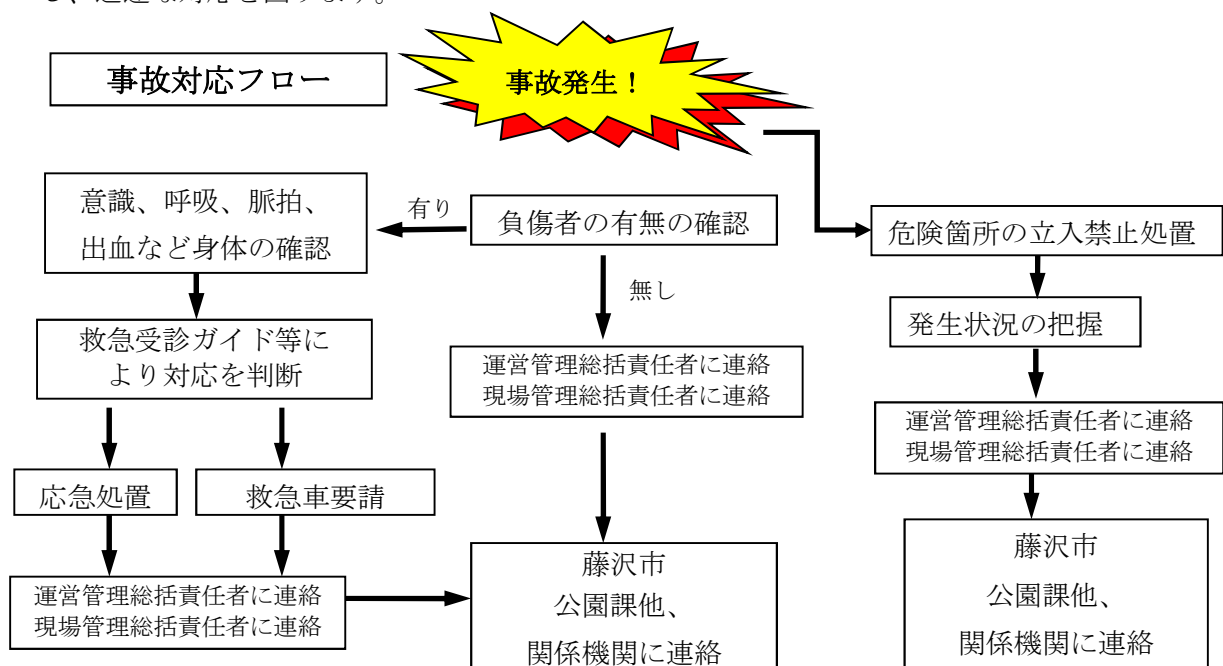 事故対応フロー
事故発生！
意識、呼吸、脈拍、
出血など身体の確認
有り
負傷者の有無の確認
危険箇所の立入禁止処置
無し
発生状況の把握
救急受診ガイド等に
より対応を判断
運営管理総括責任者に連絡
現場管理総括責任者に連絡
運営管理総括責任者に連絡
現場管理総括責任者に連絡
応急処置
救急車要請
藤沢市
公園課他、
関係機関に連絡
藤沢市
公園課他、
関係機関に連絡
運営管理総括責任者に連絡
現場管理総括責任者に連絡